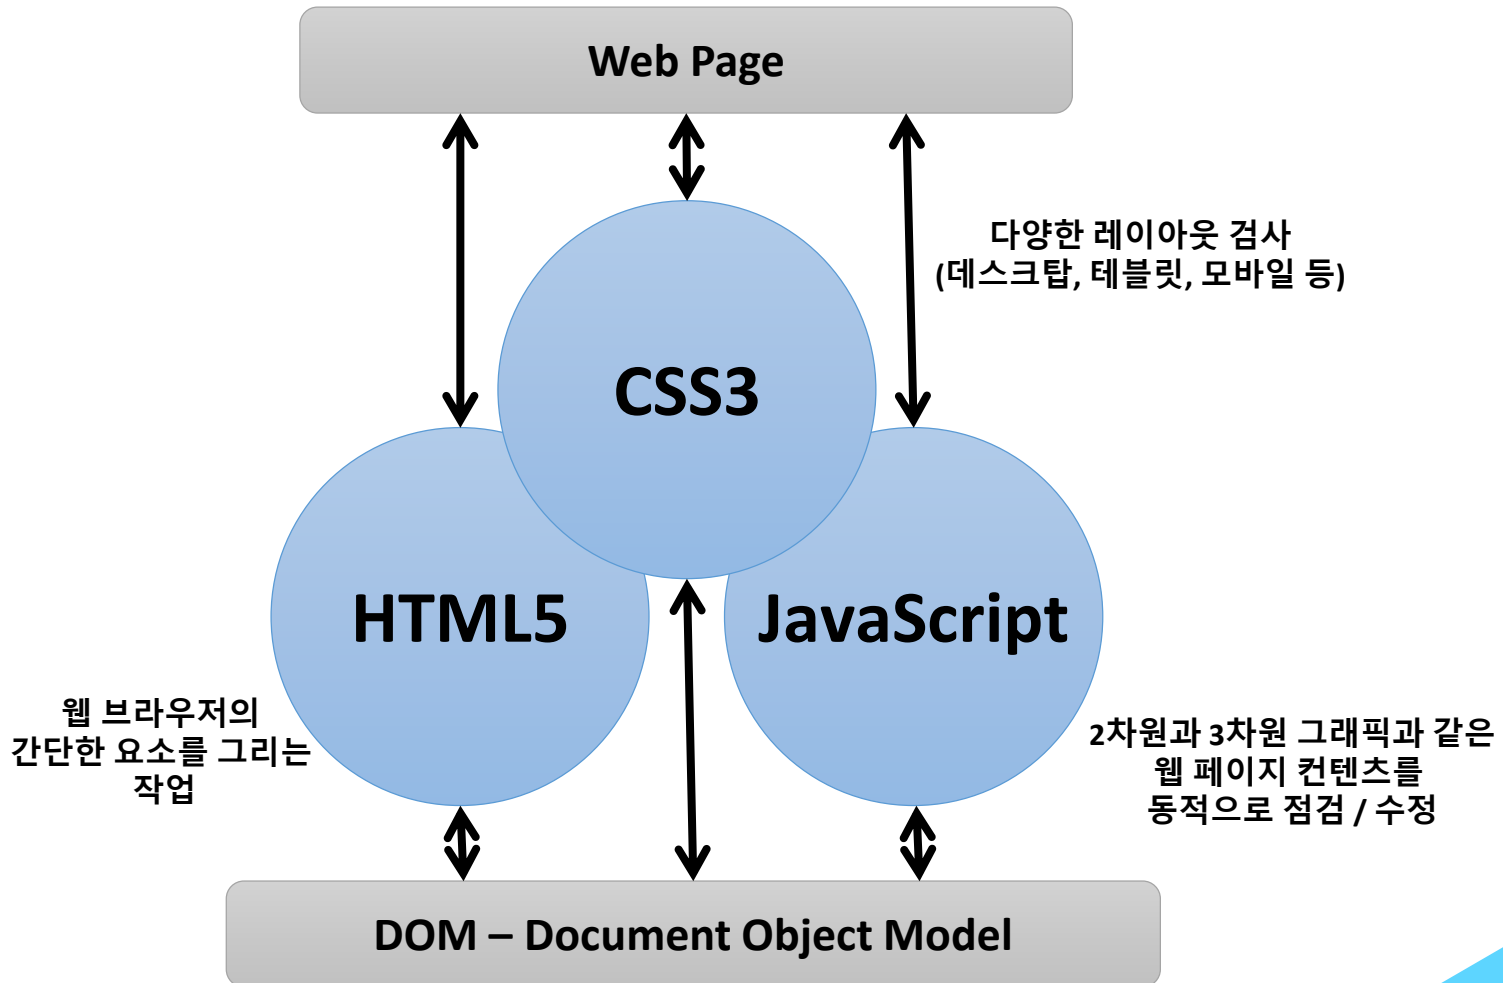 Web Page
다양한 레이아웃 검사
(데스크탑, 테블릿, 모바일 등)
CSS3
HTML5
JavaScript
웹 브라우저의
간단한 요소를 그리는
작업
2차원과 3차원 그래픽과 같은
웹 페이지 컨텐츠를
동적으로 점검 / 수정
DOM – Document Object Model